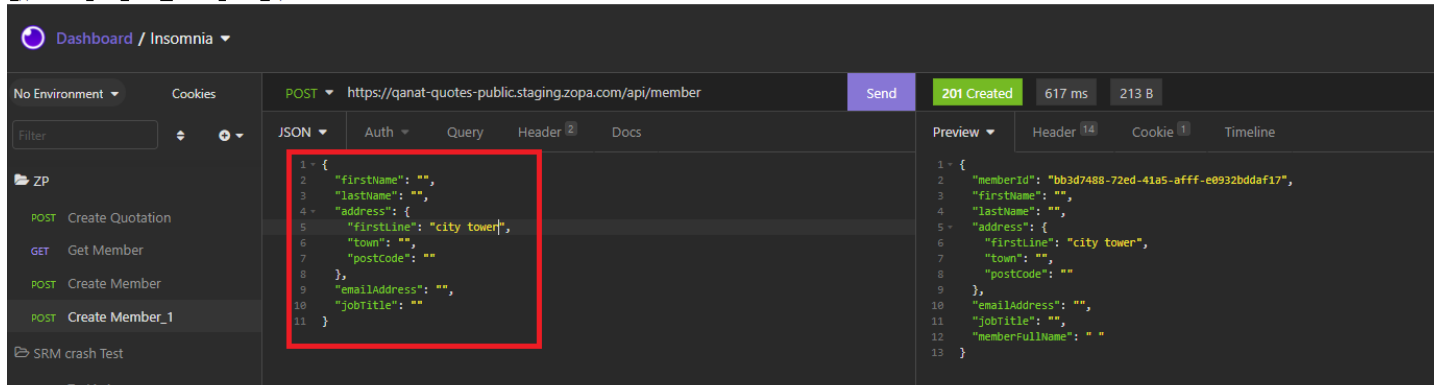 Dashboard / Insomnia
No Environment Cookies
POST https://qanat-quotes-public.staging.zopa.com/api/member Send
201 Created 617 ms 213 B
Filter
JSON Auth Query Header 2 Docs
Preview Header 14 Cookie 1 Timeline
ZP
POST Create Quotation
GET Get Member
POST Create Member
POST Create Member_1
SRM crash Test
1 {
2 "firstName": "",
3 "lastName": "",
4 "address": {
5 "firstLine": "city tower",
6 "town": "",
7 "postCode": ""
8 },
9 "emailAddress": "",
10 "jobTitle": ""
11 }
1 {
2 "memberId": "bb3d7488-72ed-41a5-afff-e0932bddaf17",
3 "firstName": "",
4 "lastName": "",
5 "address": {
6 "firstLine": "city tower",
7 "town": "",
8 "postCode": ""
9 },
10 "emailAddress": "",
11 "jobTitle": "",
12 "memberFullName": " "
13 }